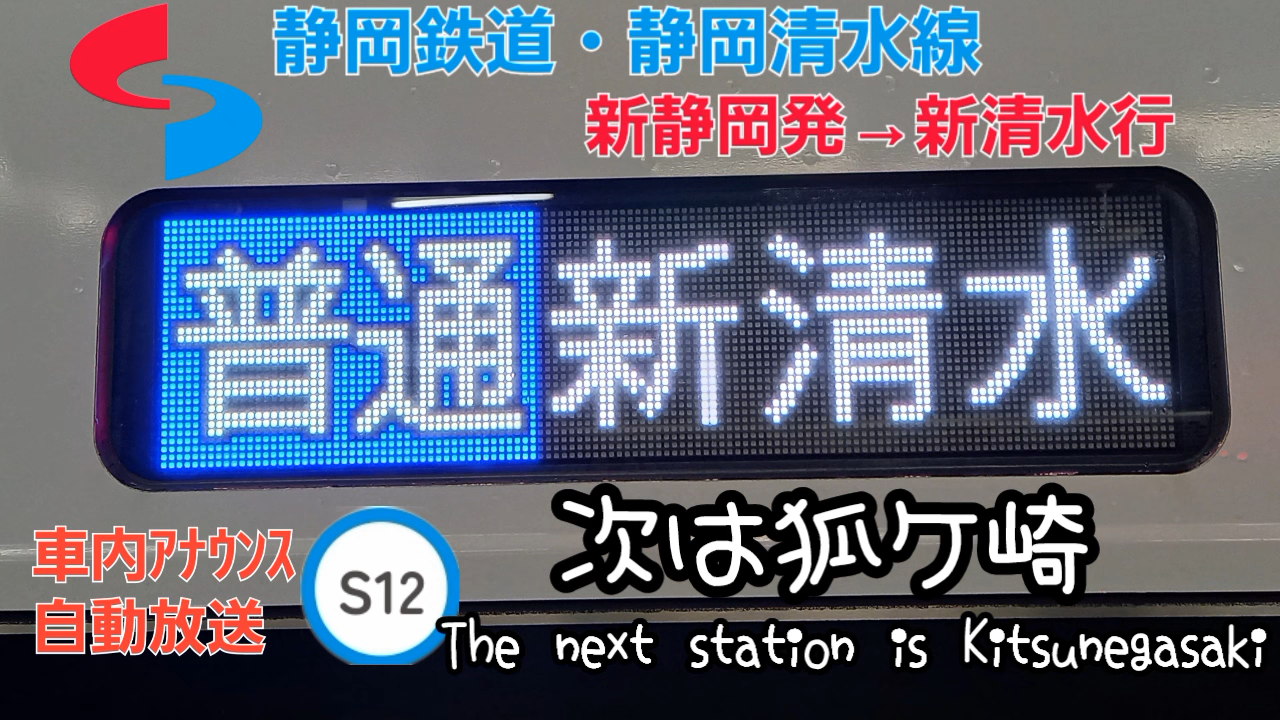 静岡鉄道・静岡清水線
新静岡発→新清水行
普通 新清水
車内ｱﾅｳﾝｽ
自動放送
S12
次は狐ケ崎
The next station is Kitsunegasaki